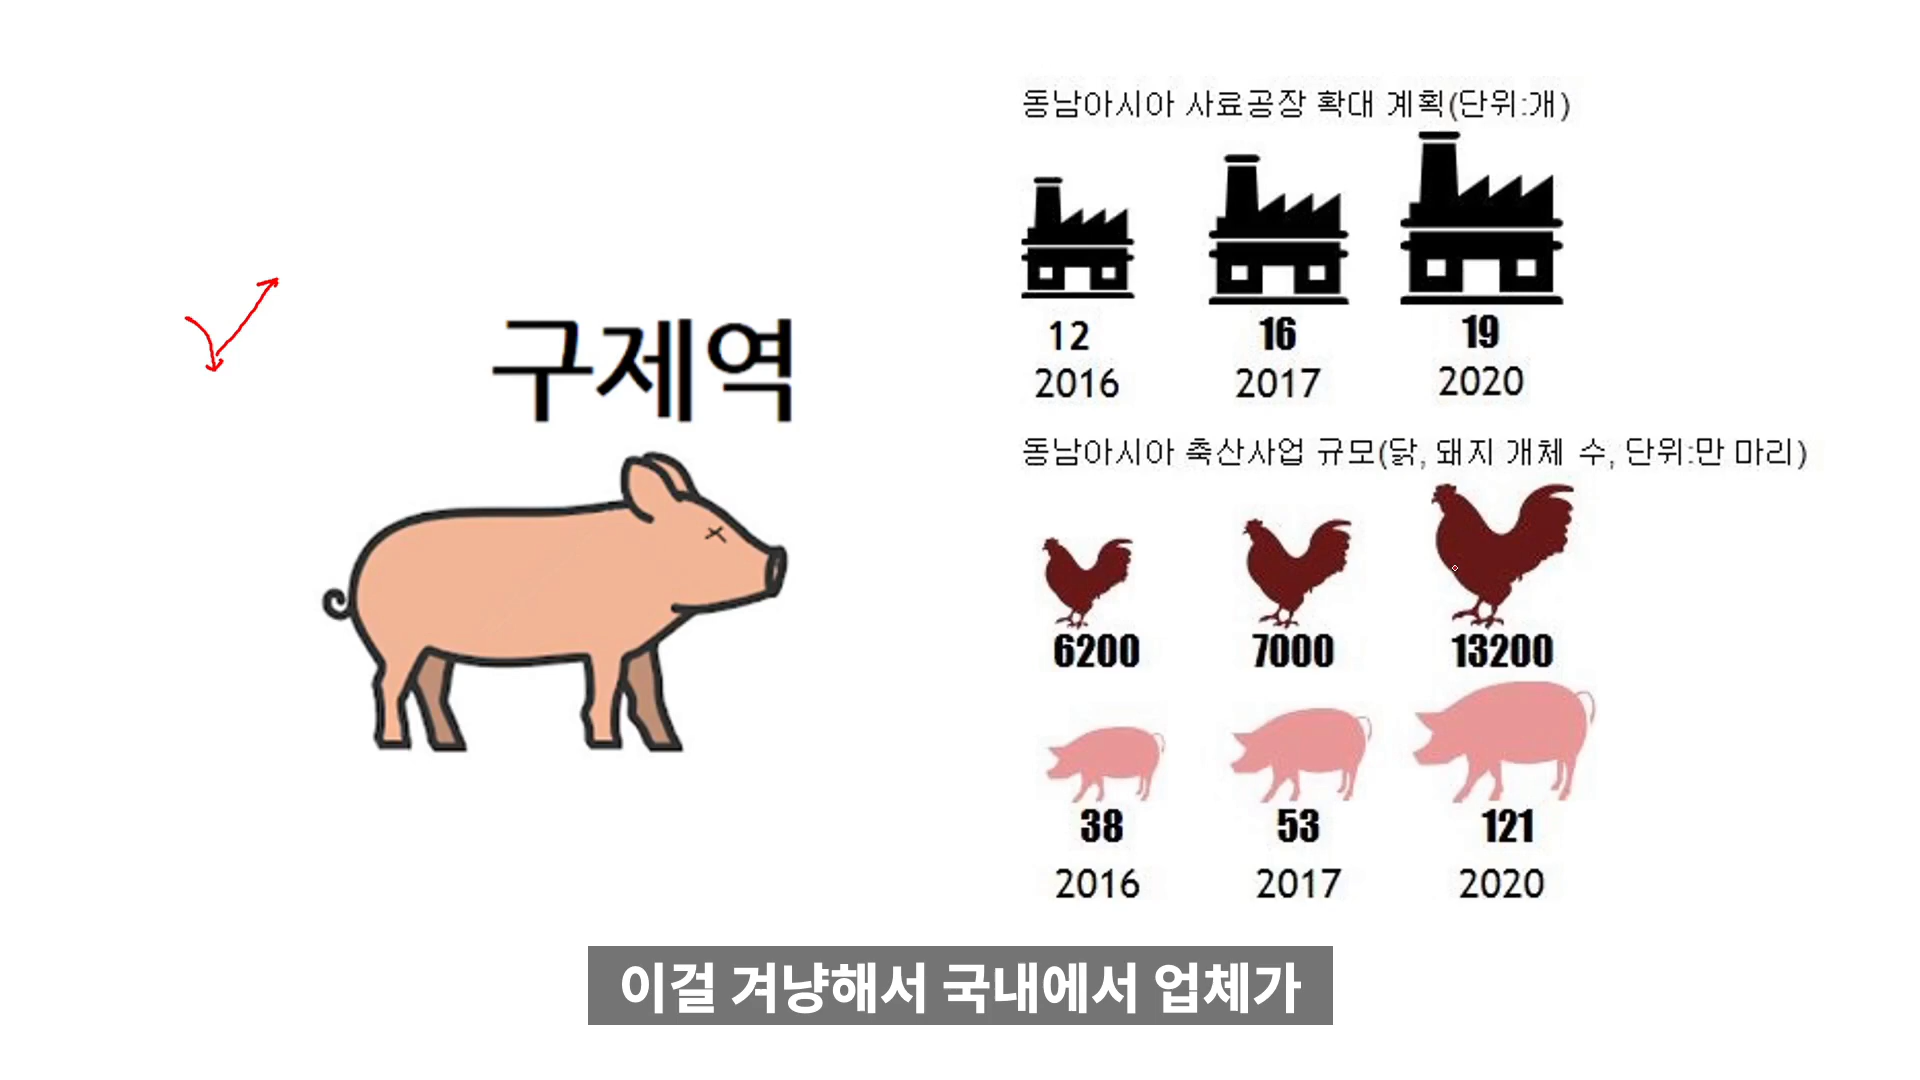 구제역
동남아시아 사료공장 확대 계획(단위:개)
12 16 19
2016 2017 2020
동남아시아 축산사업 규모(닭, 돼지 개체 수, 단위:만 마리)
6200 7000 13200
38 53 121
2016 2017 2020
이걸 겨냥해서 국내에서 업체가